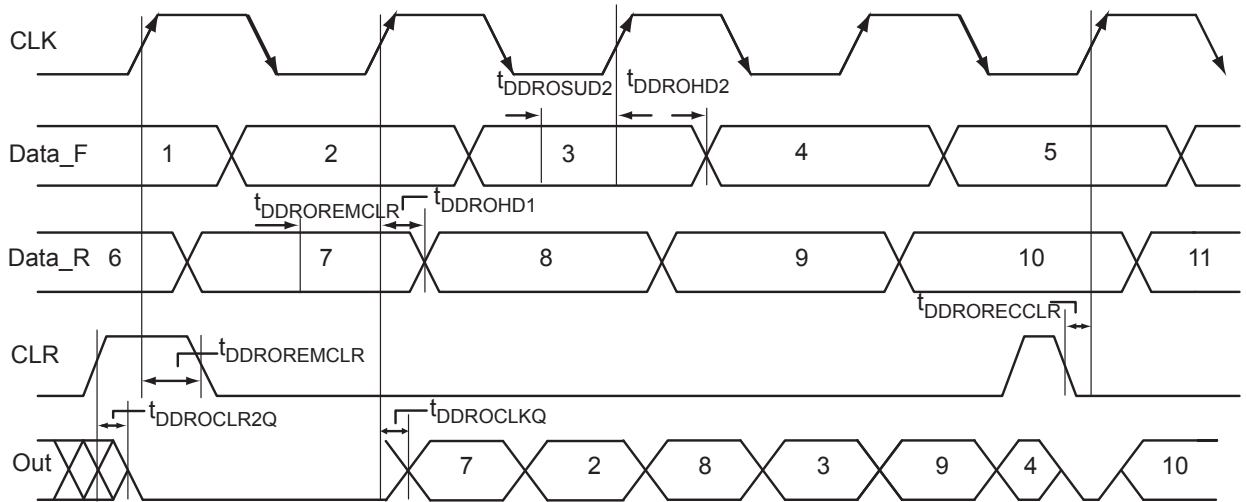 CLK
tDDROSUD2 tDDROHD2
Data_F 1 2 3 4 5
tDDROREMCLR tDDROHD1
Data_R 6 7 8 9 10 11
tDDRORECCLR
CLR
tDDROREMCLR
tDDROCLR2Q tDDROCLKQ
Out 7 2 8 3 9 4 10